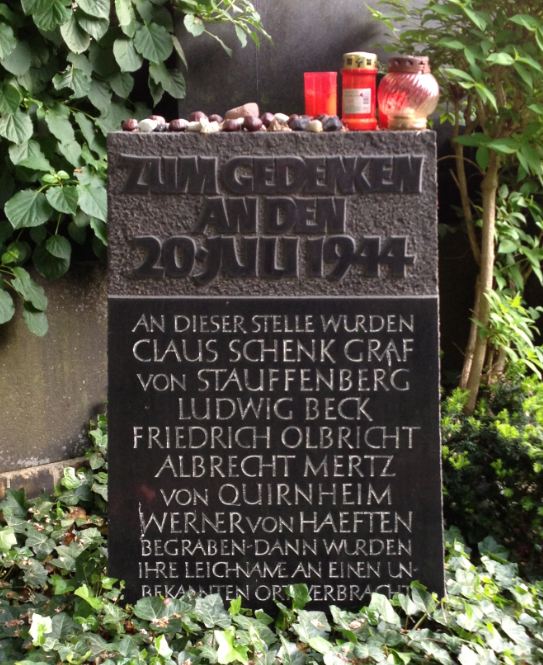 ZUM GEDENKEN
AN DEN
20·JULI 1944
AN DIESER STELLE WURDEN
CLAUS SCHENK GRAF
VON STAUFFENBERG
LUDWIG BECK
FRIEDRICH OLBRICHT
ALBRECHT MERTZ
VON QUIRNHEIM
WERNER VON HAEFTEN
BEGRABEN·DANN WURDEN
IHRE LEICHNAME AN EINEN UN-
BEKANNTEN ORT VERBRACHT